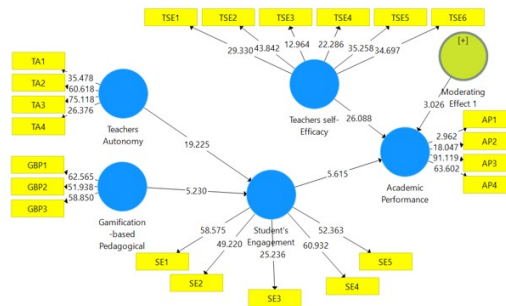 TSE1
TSE2
TSE3
TSE4
TSE5
TSE6
29.330
43.842
12.964
22.286
35.258
34.697
[+]
Moderating
Effect 1
TA1
TA2
TA3
TA4
35.478
60.618
75.118
26.376
Teachers
Autonomy
Teachers self-
Efficacy
26.088
3.026
AP1
AP2
AP3
AP4
2.962
18.047
91.119
63.602
Academic
Performance
19.225
5.615
GBP1
GBP2
GBP3
62.565
51.938
58.850
Gamification
-based
Pedagogical
5.230
Student's
Engagement
58.575
49.220
25.236
60.932
52.363
SE1
SE2
SE3
SE4
SE5